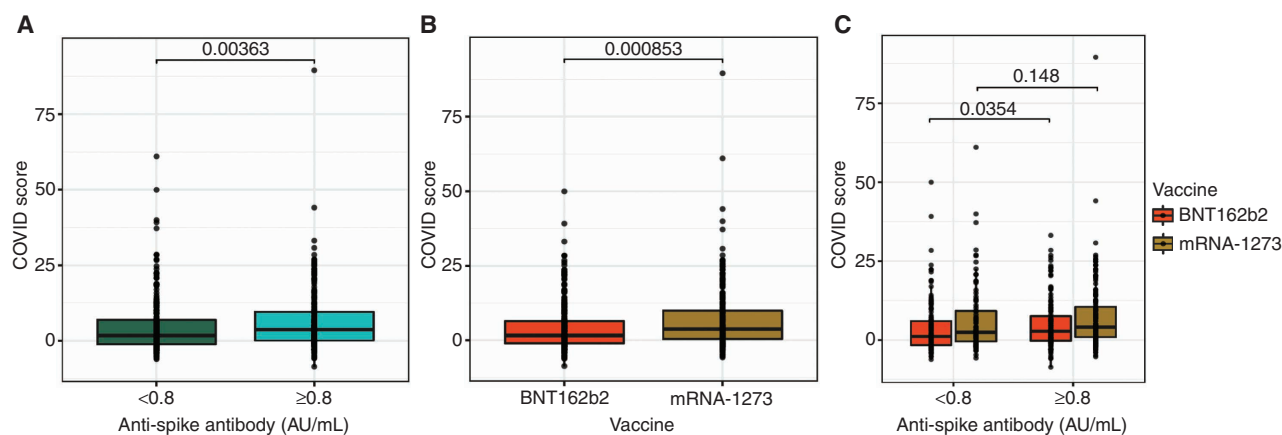 A
0.00363
75
50
25
0
COVID score
<0.8
≥0.8
Anti-spike antibody (AU/mL)
B
0.000853
75
50
25
0
COVID score
BNT162b2
mRNA-1273
Vaccine
C
0.148
0.0354
75
50
25
0
COVID score
<0.8
≥0.8
Anti-spike antibody (AU/mL)
Vaccine
BNT162b2
mRNA-1273